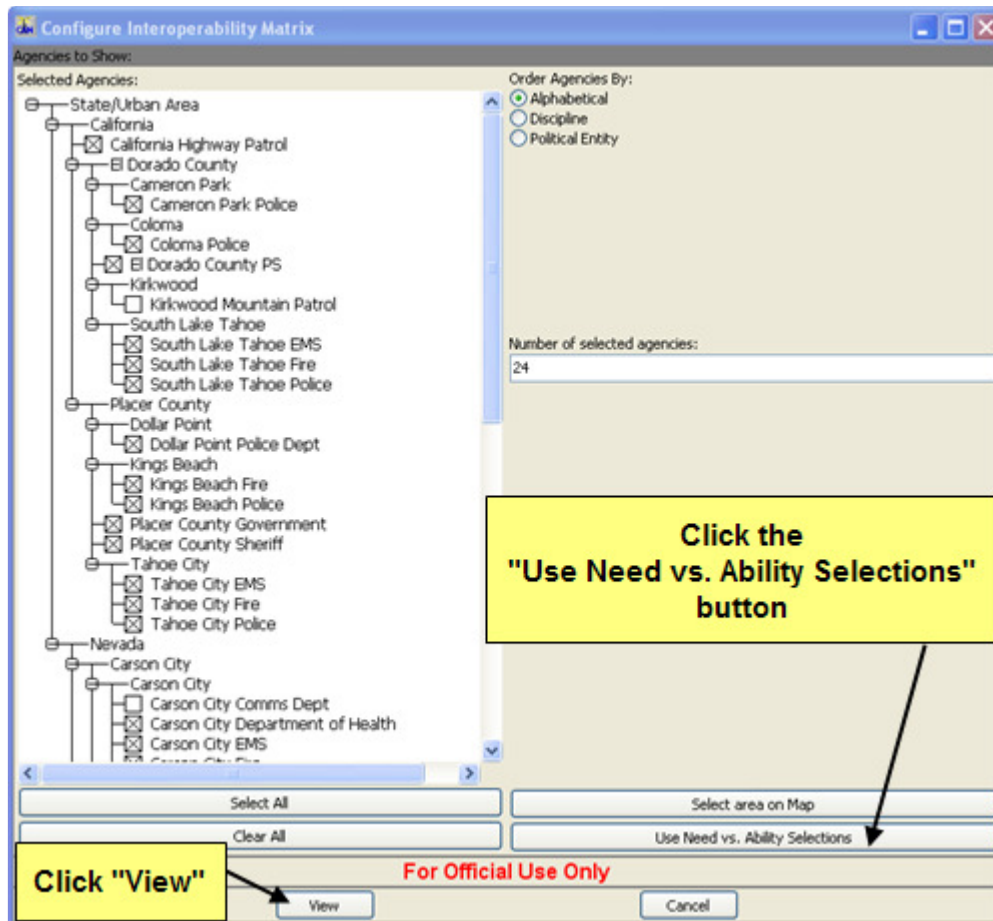 Configure Interoperability Matrix
Agencies to Show:
Selected Agencies:
State/Urban Area
California
California Highway Patrol
El Dorado County
Cameron Park
Cameron Park Police
Coloma
Coloma Police
El Dorado County PS
Kirkwood
Kirkwood Mountain Patrol
South Lake Tahoe
South Lake Tahoe EMS
South Lake Tahoe Fire
South Lake Tahoe Police
Placer County
Dollar Point
Dollar Point Police Dept
Kings Beach
Kings Beach Fire
Kings Beach Police
Placer County Government
Placer County Sheriff
Tahoe City
Tahoe City EMS
Tahoe City Fire
Tahoe City Police
Nevada
Carson City
Carson City
Carson City Comms Dept
Carson City Department of Health
Carson City EMS
Carson City Fire
Order Agencies By:
Alphabetical
Discipline
Political Entity
Number of selected agencies:
24
Click the
"Use Need vs. Ability Selections"
button
Select All
Select area on Map
Clear All
Use Need vs. Ability Selections
For Official Use Only
Click "View"
View
Cancel